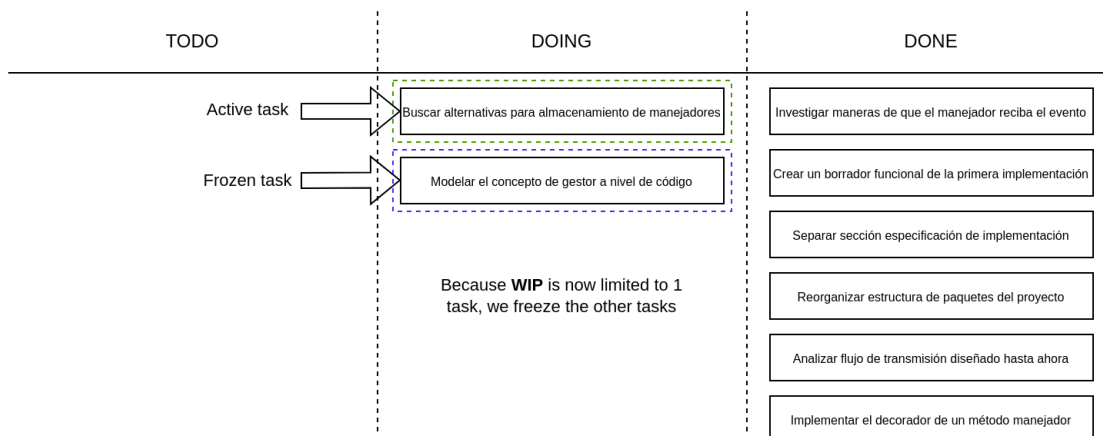 TODO
DOING
DONE
Active task
Buscar alternativas para almacenamiento de manejadores
Investigar maneras de que el manejador reciba el evento
Frozen task
Modelar el concepto de gestor a nivel de código
Crear un borrador funcional de la primera implementación
Separar sección especificación de implementación
Because WIP is now limited to 1
task, we freeze the other tasks
Reorganizar estructura de paquetes del proyecto
Analizar flujo de transmisión diseñado hasta ahora
Implementar el decorador de un método manejador